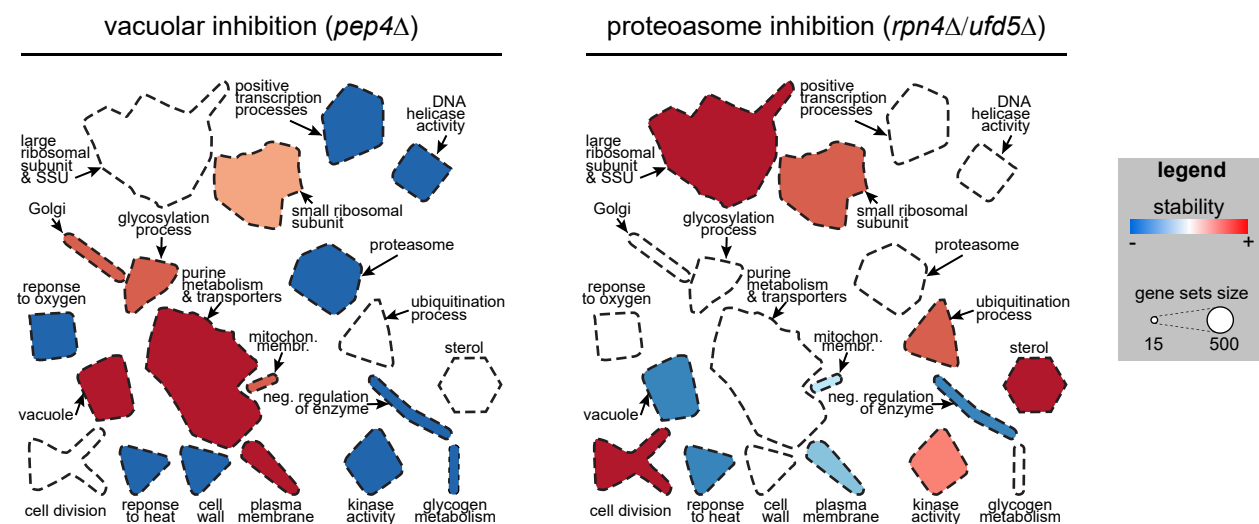 vacuolar inhibition (pep4Δ)
positive
transcription
processes
DNA
helicase
activity
large
ribosomal
subunit
& SSU
small ribosomal
subunit
Golgi
glycosylation
process
proteasome
purine
metabolism
& transporters
reponse
to oxygen
ubiquitination
process
mitochon.
membr.
sterol
neg. regulation
of enzyme
vacuole
cell division
reponse
to heat
cell
wall
plasma
membrane
kinase
activity
glycogen
metabolism
proteoasome inhibition (rpn4Δ/ufd5Δ)
positive
transcription
processes
DNA
helicase
activity
large
ribosomal
subunit
& SSU
small ribosomal
subunit
Golgi
glycosylation
process
proteasome
purine
metabolism
& transporters
reponse
to oxygen
ubiquitination
process
mitochon.
membr.
sterol
neg. regulation
of enzyme
vacuole
cell division
reponse
to heat
cell
wall
plasma
membrane
kinase
activity
glycogen
metabolism
legend
stability
- +
gene sets size
15 500